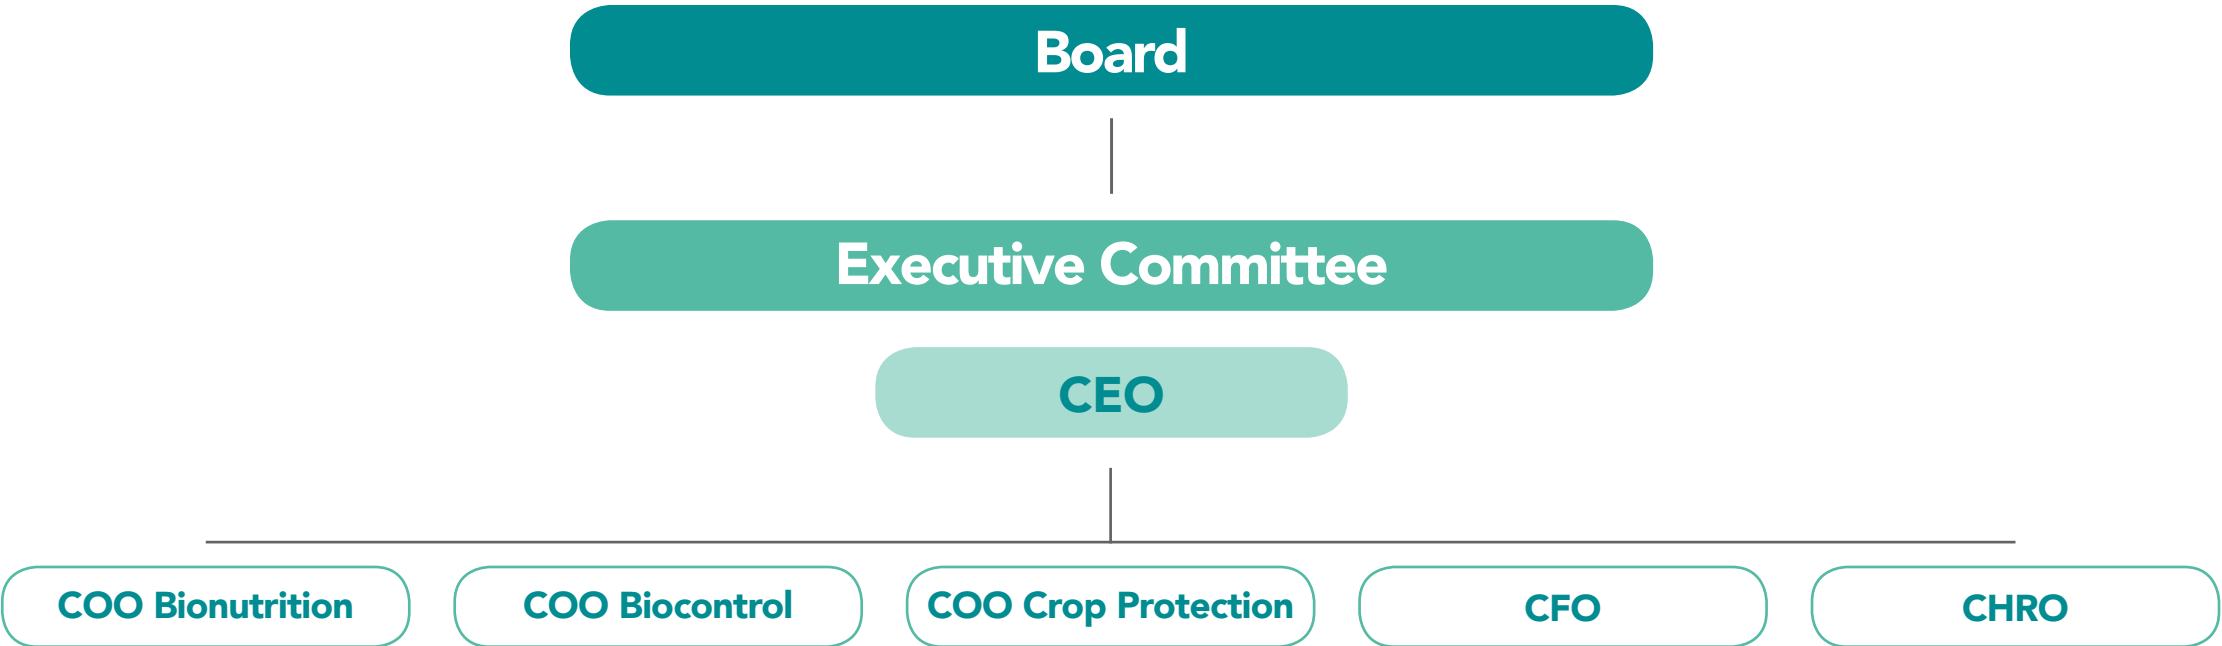 Board
Executive Committee
CEO
COO Bionutrition
COO Biocontrol
COO Crop Protection
CFO
CHRO